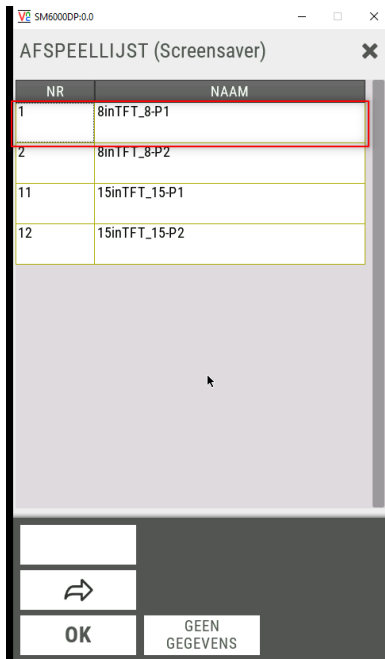 V2 SM6000DP:0.0
AFSPEELLIJST (Screensaver)
NR NAAM
1 8inTFT_8-P1
2 8inTFT_8-P2
11 15inTFT_15-P1
12 15inTFT_15-P2
OK
GEEN
GEGEVENS